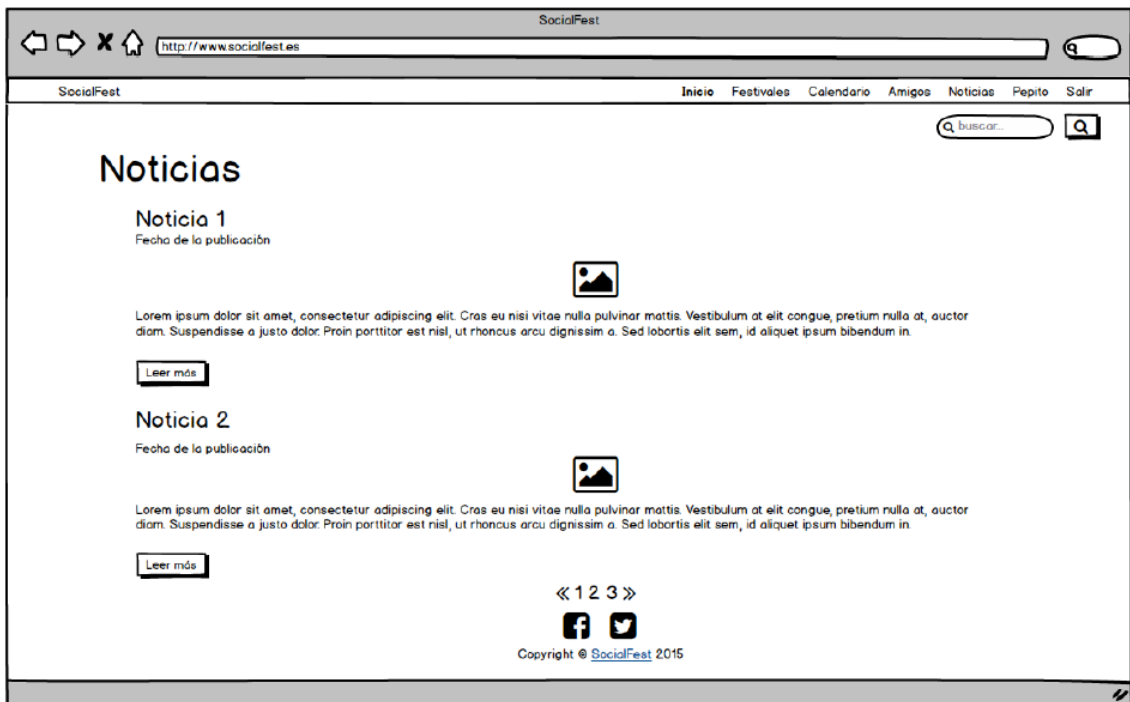 SocialFest
http://www.socialfest.es
SocialFest Inicio Festivales Calendario Amigos Noticias Pepito Salir
buscar...
Noticias
Noticia 1
Fecha de la publicación
Lorem ipsum dolor sit amet, consectetur adipiscing elit. Cras eu nisi vitae nulla pulvinar mattis. Vestibulum at elit congue, pretium nulla at, auctor
diam. Suspendisse a justo dolor. Proin porttitor est nisl, ut rhoncus arcu dignissim a. Sed lobortis elit sem, id aliquet ipsum bibendum in.
Leer más
Noticia 2
Fecha de la publicación
Lorem ipsum dolor sit amet, consectetur adipiscing elit. Cras eu nisi vitae nulla pulvinar mattis. Vestibulum at elit congue, pretium nulla at, auctor
diam. Suspendisse a justo dolor. Proin porttitor est nisl, ut rhoncus arcu dignissim a. Sed lobortis elit sem, id aliquet ipsum bibendum in.
Leer más
« 1 2 3 »
Copyright © SocialFest 2015